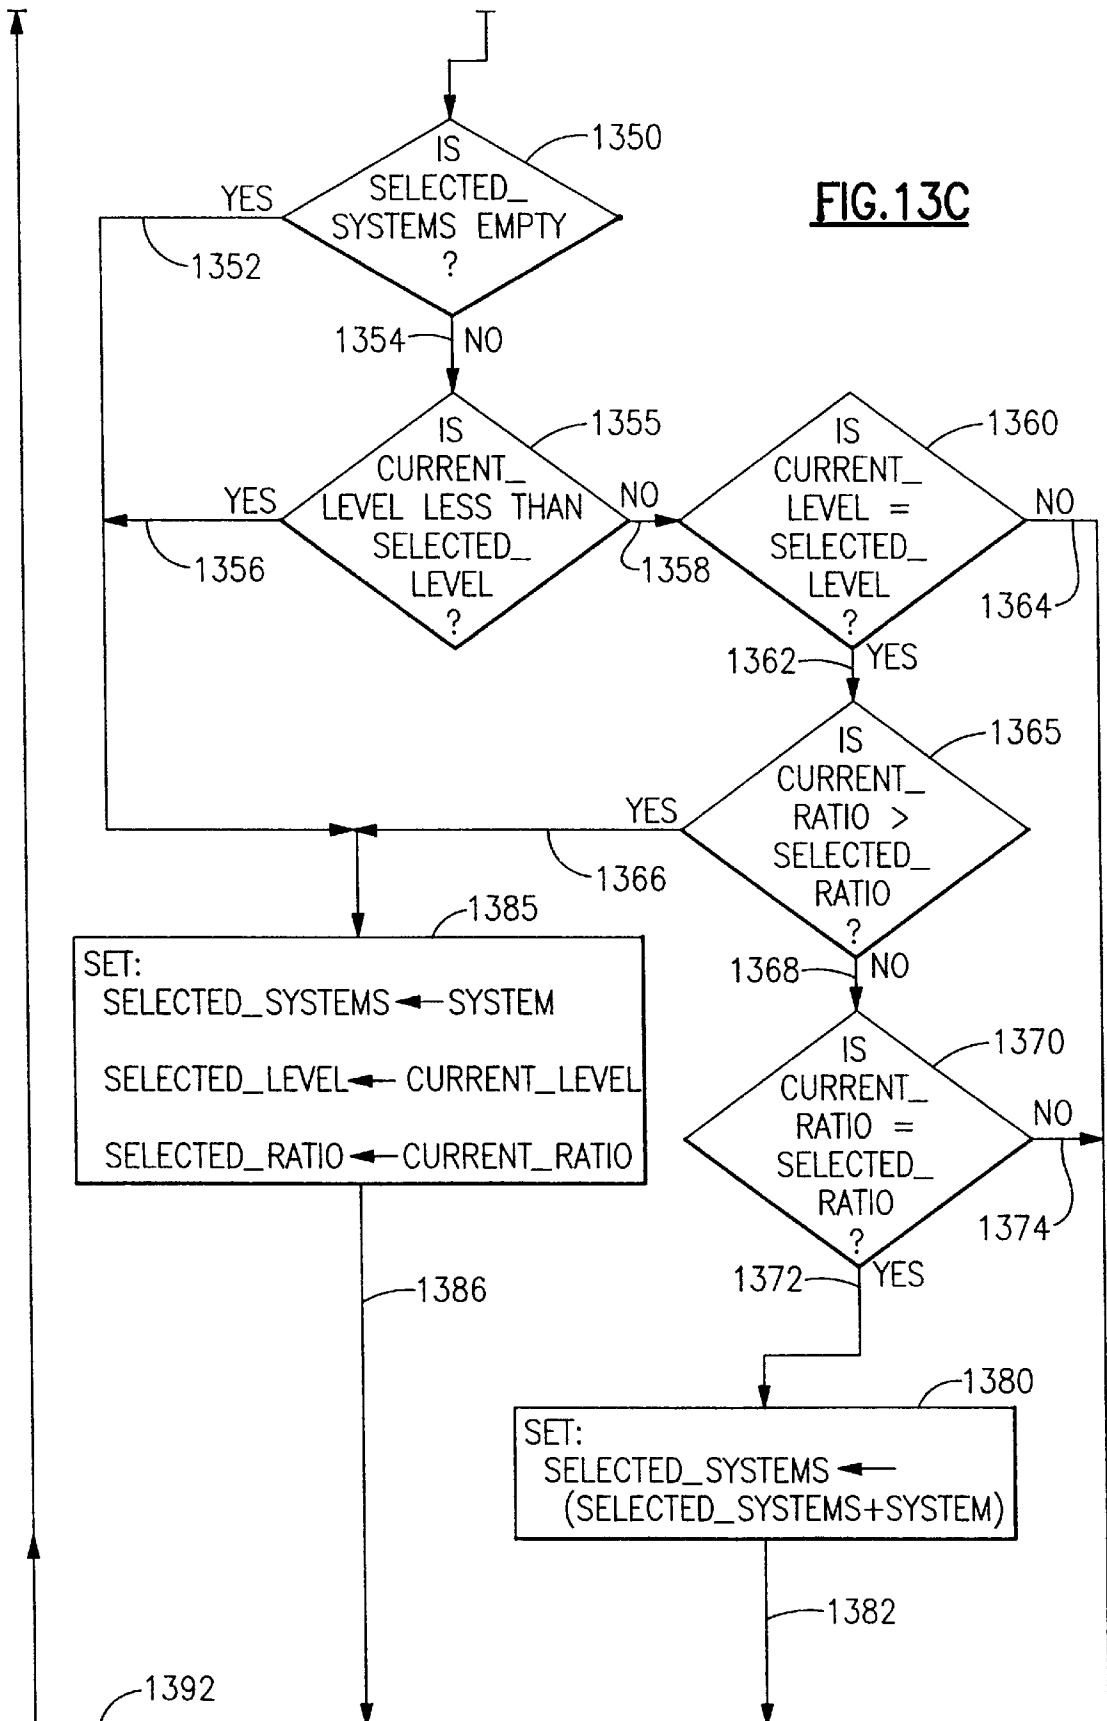 1350
IS
SELECTED_
SYSTEMS EMPTY
?
FIG.13C
YES
1352
1354
NO
1355
IS
CURRENT_
LEVEL LESS THAN
SELECTED_
LEVEL
?
YES
1356
NO
1358
1360
IS
CURRENT_
LEVEL =
SELECTED_
LEVEL
?
NO
1364
1362
YES
1365
IS
CURRENT_
RATIO >
SELECTED_
RATIO
?
YES
1366
1368
NO
1385
SET:
SELECTED_SYSTEMS ← SYSTEM
SELECTED_LEVEL ← CURRENT_LEVEL
SELECTED_RATIO ← CURRENT_RATIO
1370
IS
CURRENT_
RATIO =
SELECTED_
RATIO
?
NO
1374
1372
YES
1386
1380
SET:
SELECTED_SYSTEMS ←
(SELECTED_SYSTEMS+SYSTEM)
1382
1392